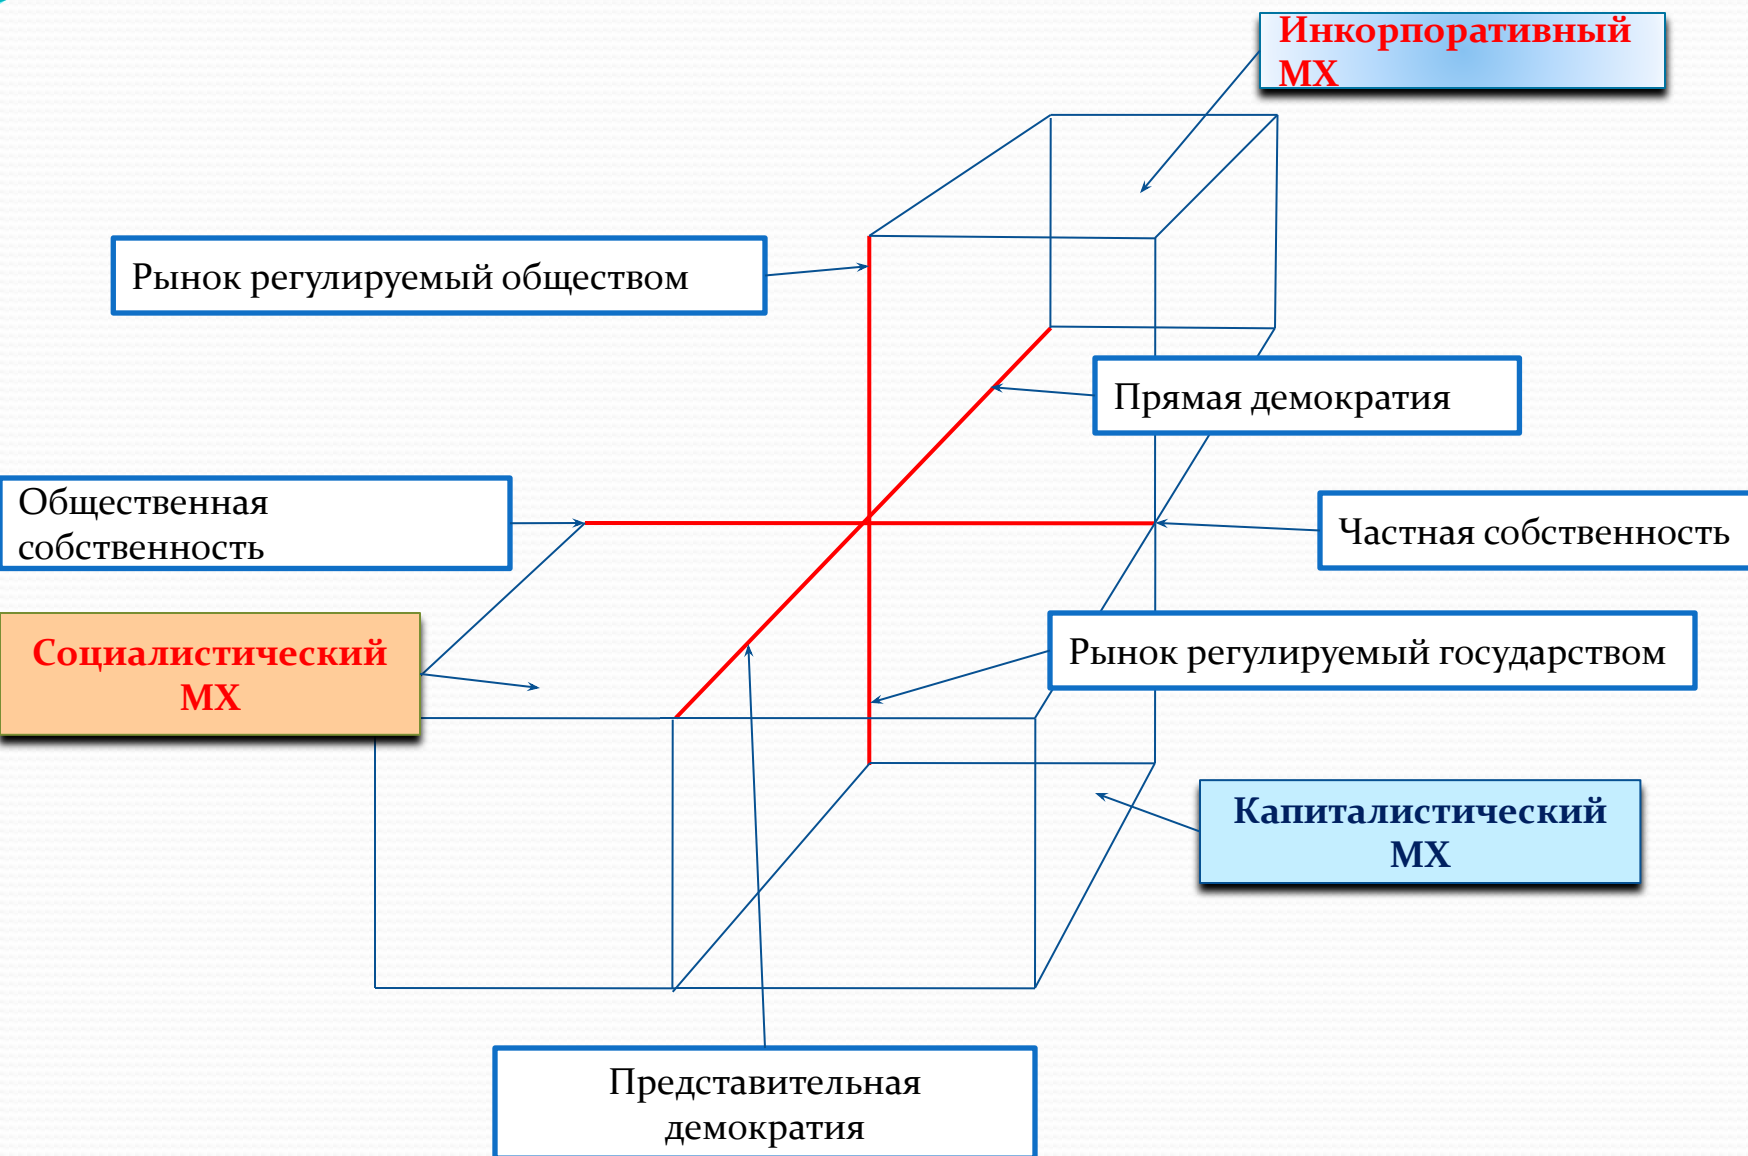 Инкорпоративный
МХ
Рынок регулируемый обществом
Прямая демократия
Общественная
собственность
Частная собственность
Социалистический
МХ
Рынок регулируемый государством
Капиталистический
МХ
Представительная
демократия